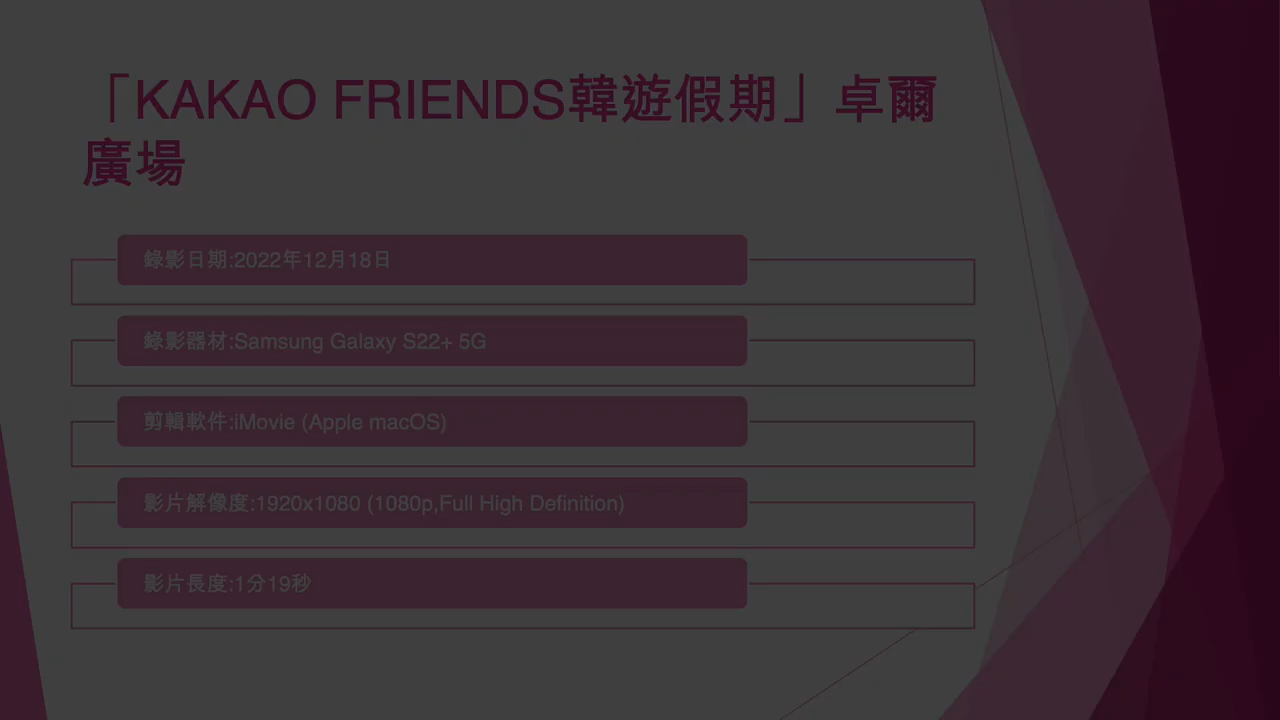 「KAKAO FRIENDS韓遊假期」卓爾
廣場
錄影日期:2022年12月18日
錄影器材:Samsung Galaxy S22+ 5G
剪輯軟件:iMovie (Apple macOS)
影片解像度:1920x1080 (1080p,Full High Definition)
影片長度:1分19秒